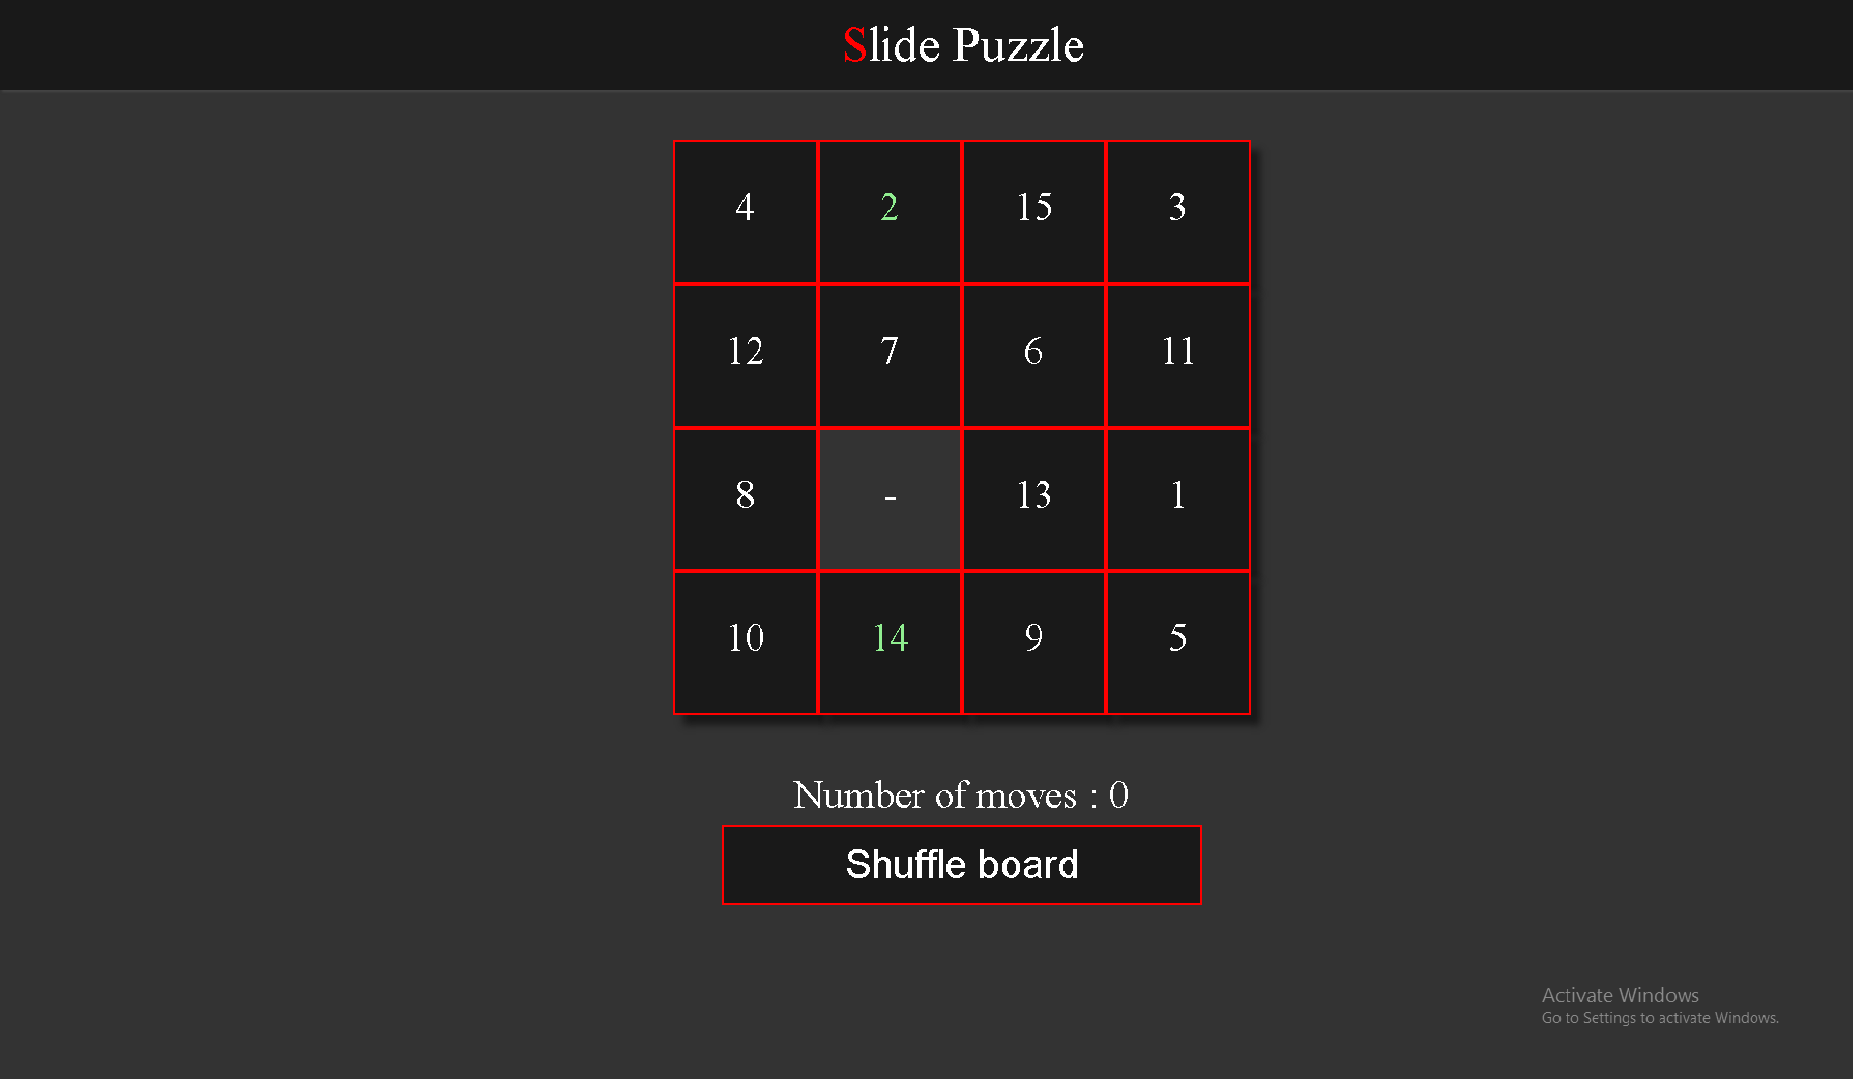 Slide Puzzle
4 2 15 3
12 7 6 11
8 - 13 1
10 14 9 5
Number of moves : 0
Shuffle board
Activate Windows
Go to Settings to activate Windows.